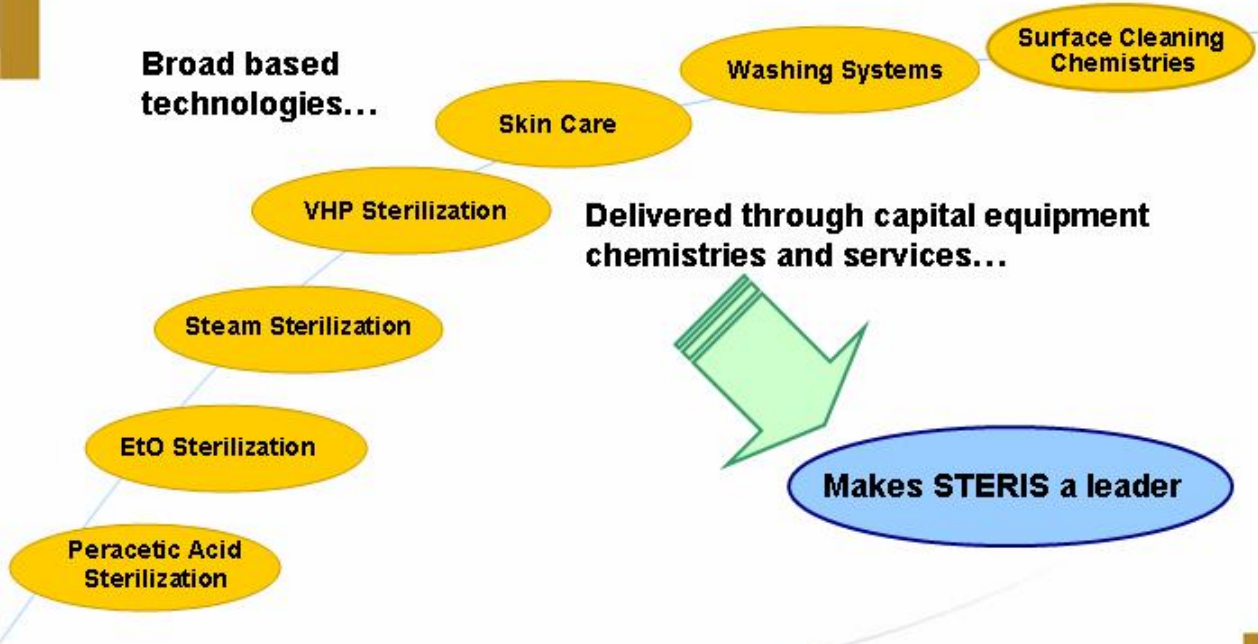 Broad based
technologies...
Surface Cleaning
Chemistries
Washing Systems
Skin Care
VHP Sterilization
Steam Sterilization
EtO Sterilization
Peracetic Acid
Sterilization
Delivered through capital equipment
chemistries and services...
Makes STERIS a leader